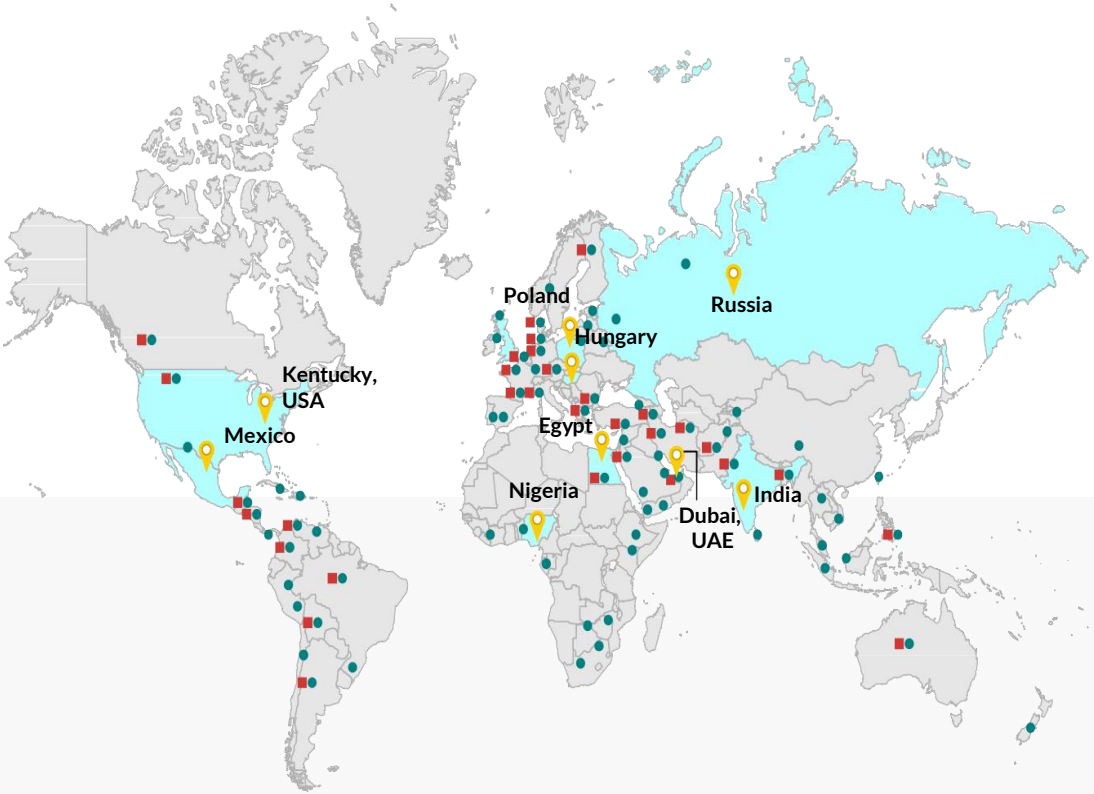 Poland
Russia
Hungary
Kentucky,
USA
Mexico
Egypt
Nigeria
India
Dubai,
UAE